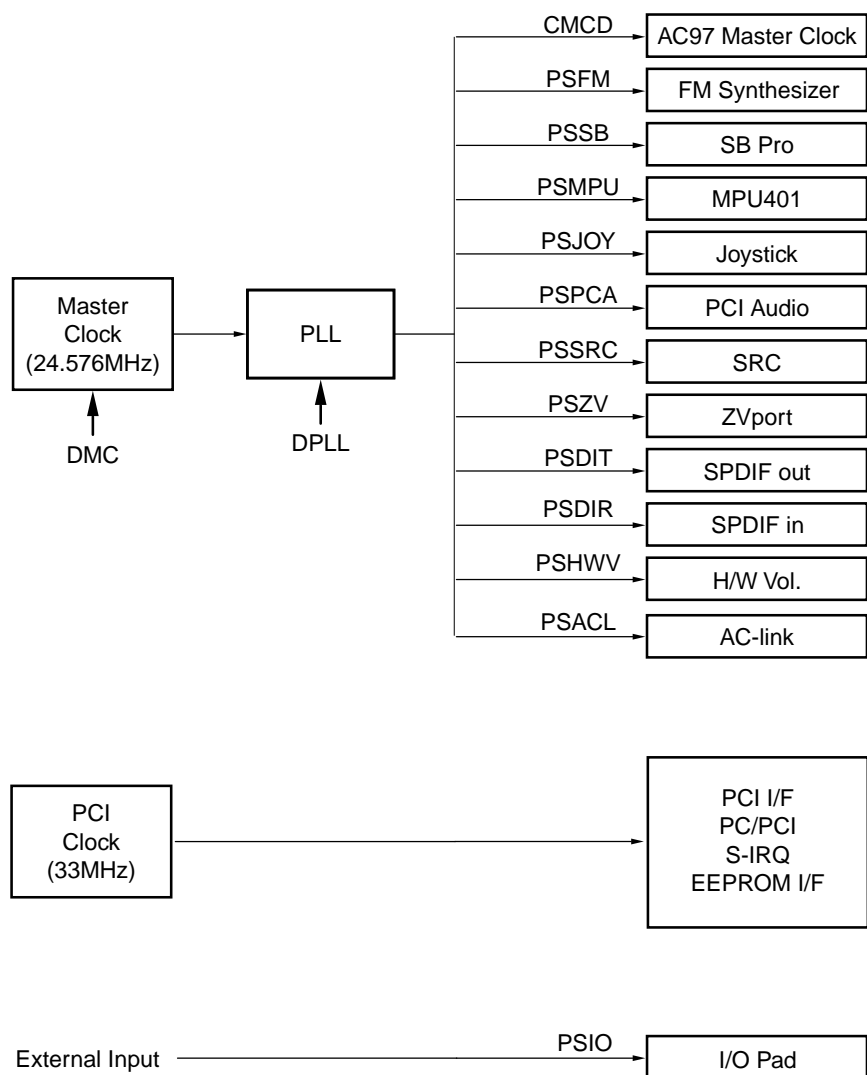 CMCD
AC97 Master Clock
PSFM
FM Synthesizer
PSSB
SB Pro
PSMPU
MPU401
PSJOY
Joystick
PSPCA
PCI Audio
PSSRC
SRC
PSZV
ZVport
PSDIT
SPDIF out
PSDIR
SPDIF in
PSHWV
H/W Vol.
PSACL
AC-link
Master
Clock
(24.576MHz)
DMC
PLL
DPLL
PCI
Clock
(33MHz)
PCI I/F
PC/PCI
S-IRQ
EEPROM I/F
External Input
PSIO
I/O Pad